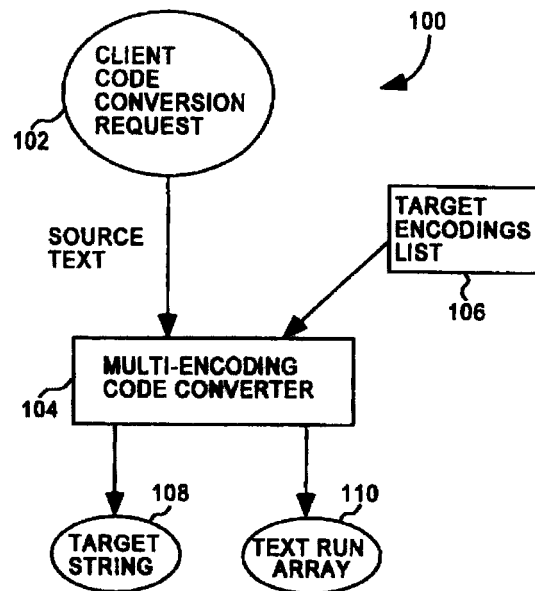 100
CLIENT
CODE
CONVERSION
REQUEST
102
SOURCE
TEXT
TARGET
ENCODINGS
LIST
106
MULTI-ENCODING
CODE CONVERTER
104
108
110
TARGET
STRING
TEXT RUN
ARRAY